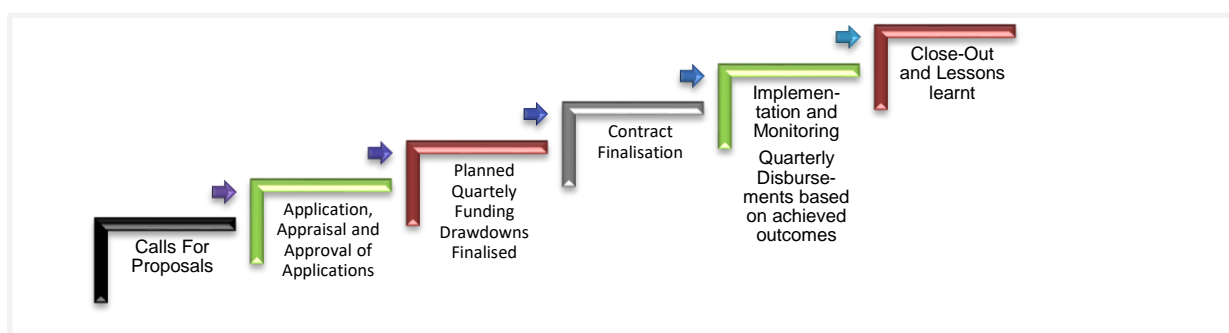 Calls For
Proposals
Application,
Appraisal and
Approval of
Applications
Planned
Quartely
Funding
Drawdowns
Finalised
Contract
Finalisation
Implemen-
tation and
Monitoring
Quarterly
Disburse-
ments based
on achieved
outcomes
Close-Out
and Lessons
learnt